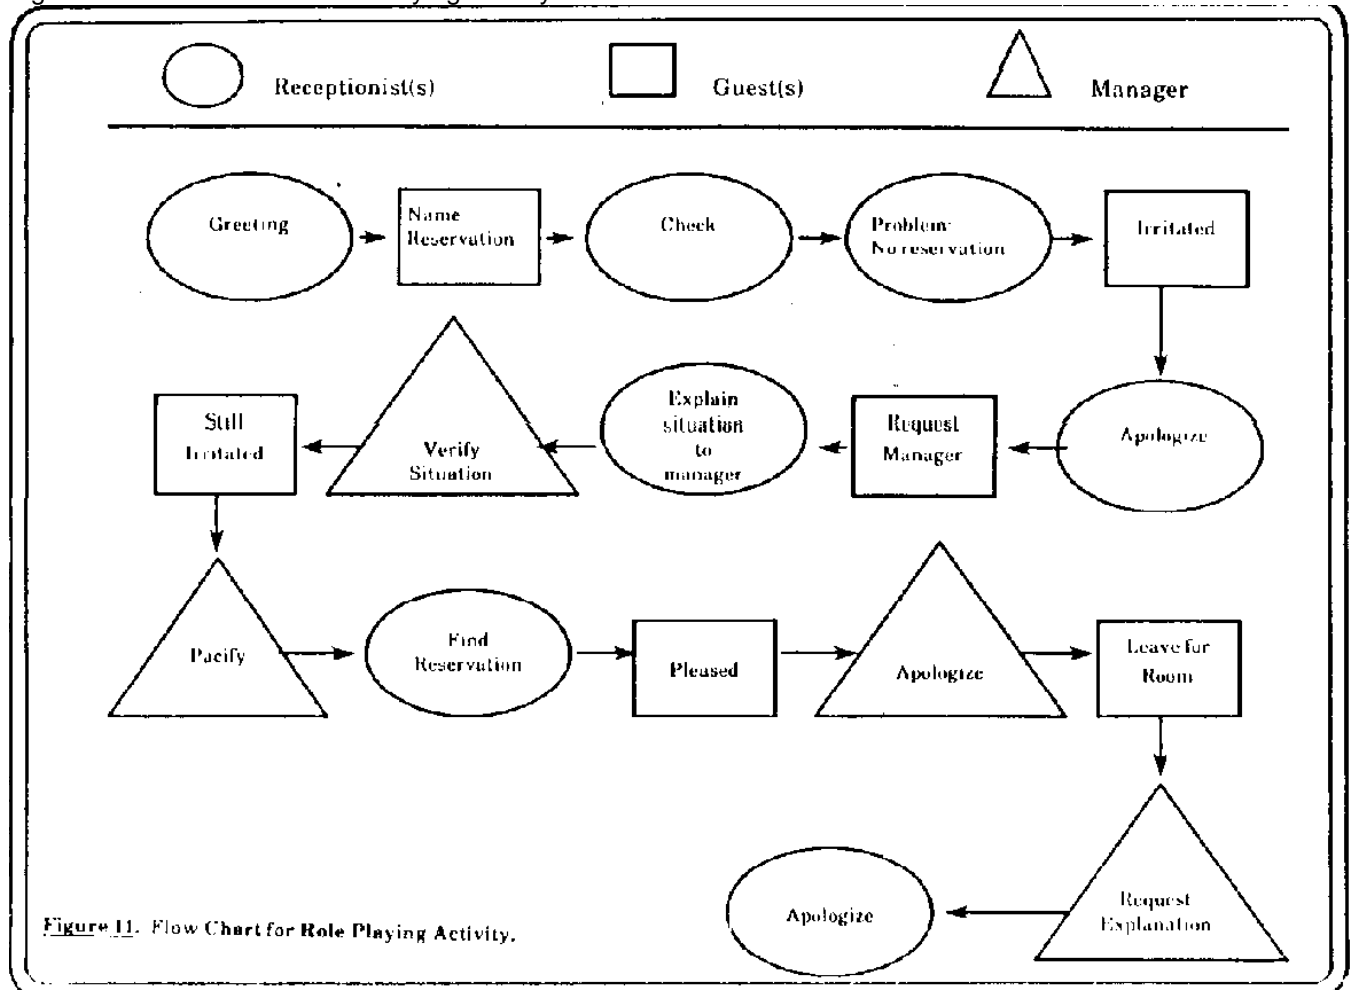 Receptionist(s)
Guest(s)
Manager
Greeting
Name
Reservation
Check
Problem:
No reservation
Irritated
Apologize
Request
Manager
Explain
situation
to
manager
Verify
Situation
Still
Irritated
Pacify
Find
Reservation
Pleased
Apologize
Leave for
Room
Request
Explanation
Apologize
Figure 11. Flow Chart for Role Playing Activity.